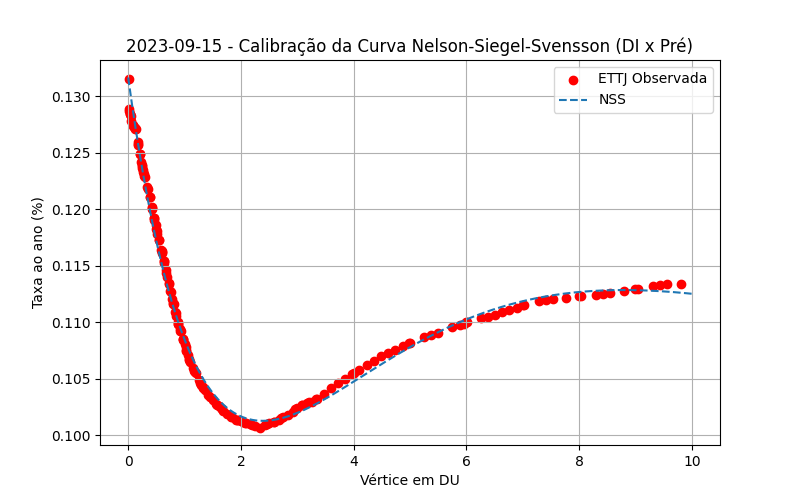 2023-09-15 - Calibração da Curva Nelson-Siegel-Svensson (DI x Pré)
ETTJ Observada
NSS
Taxa ao ano (%)
0.130
0.125
0.120
0.115
0.110
0.105
0.100
0 2 4 6 8 10
Vértice em DU